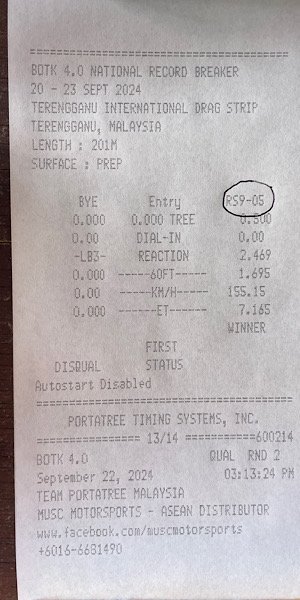 =================================
BOTK 4.0 NATIONAL RECORD BREAKER
20 - 23 SEPT 2024
TERENGGANU INTERNATIONAL DRAG STRIP
TERENGGANU, MALAYSIA
LENGTH : 201M
SURFACE : PREP
BYE Entry RS9-05
0.000 0.000 TREE 0.500
0.00 DIAL-IN 0.00
-LB3- REACTION 2.469
0.000 ------60FT------ 1.695
0.00 ------KM/H------ 155.15
0.000 -------ET------- 7.165
WINNER
FIRST
DISQUAL STATUS
Autostart Disabled
=================================
PORTATREE TIMING SYSTEMS, INC.
================ 13/14 ===========600214
BOTK 4.0 QUAL RND 2
September 22, 2024 03:13:24 PM
TEAM PORTATREE MALAYSIA
MUSC MOTORSPORTS - ASEAN DISTRIBUTOR
www.facebook.com/muscmotorsports
+6016-6681490